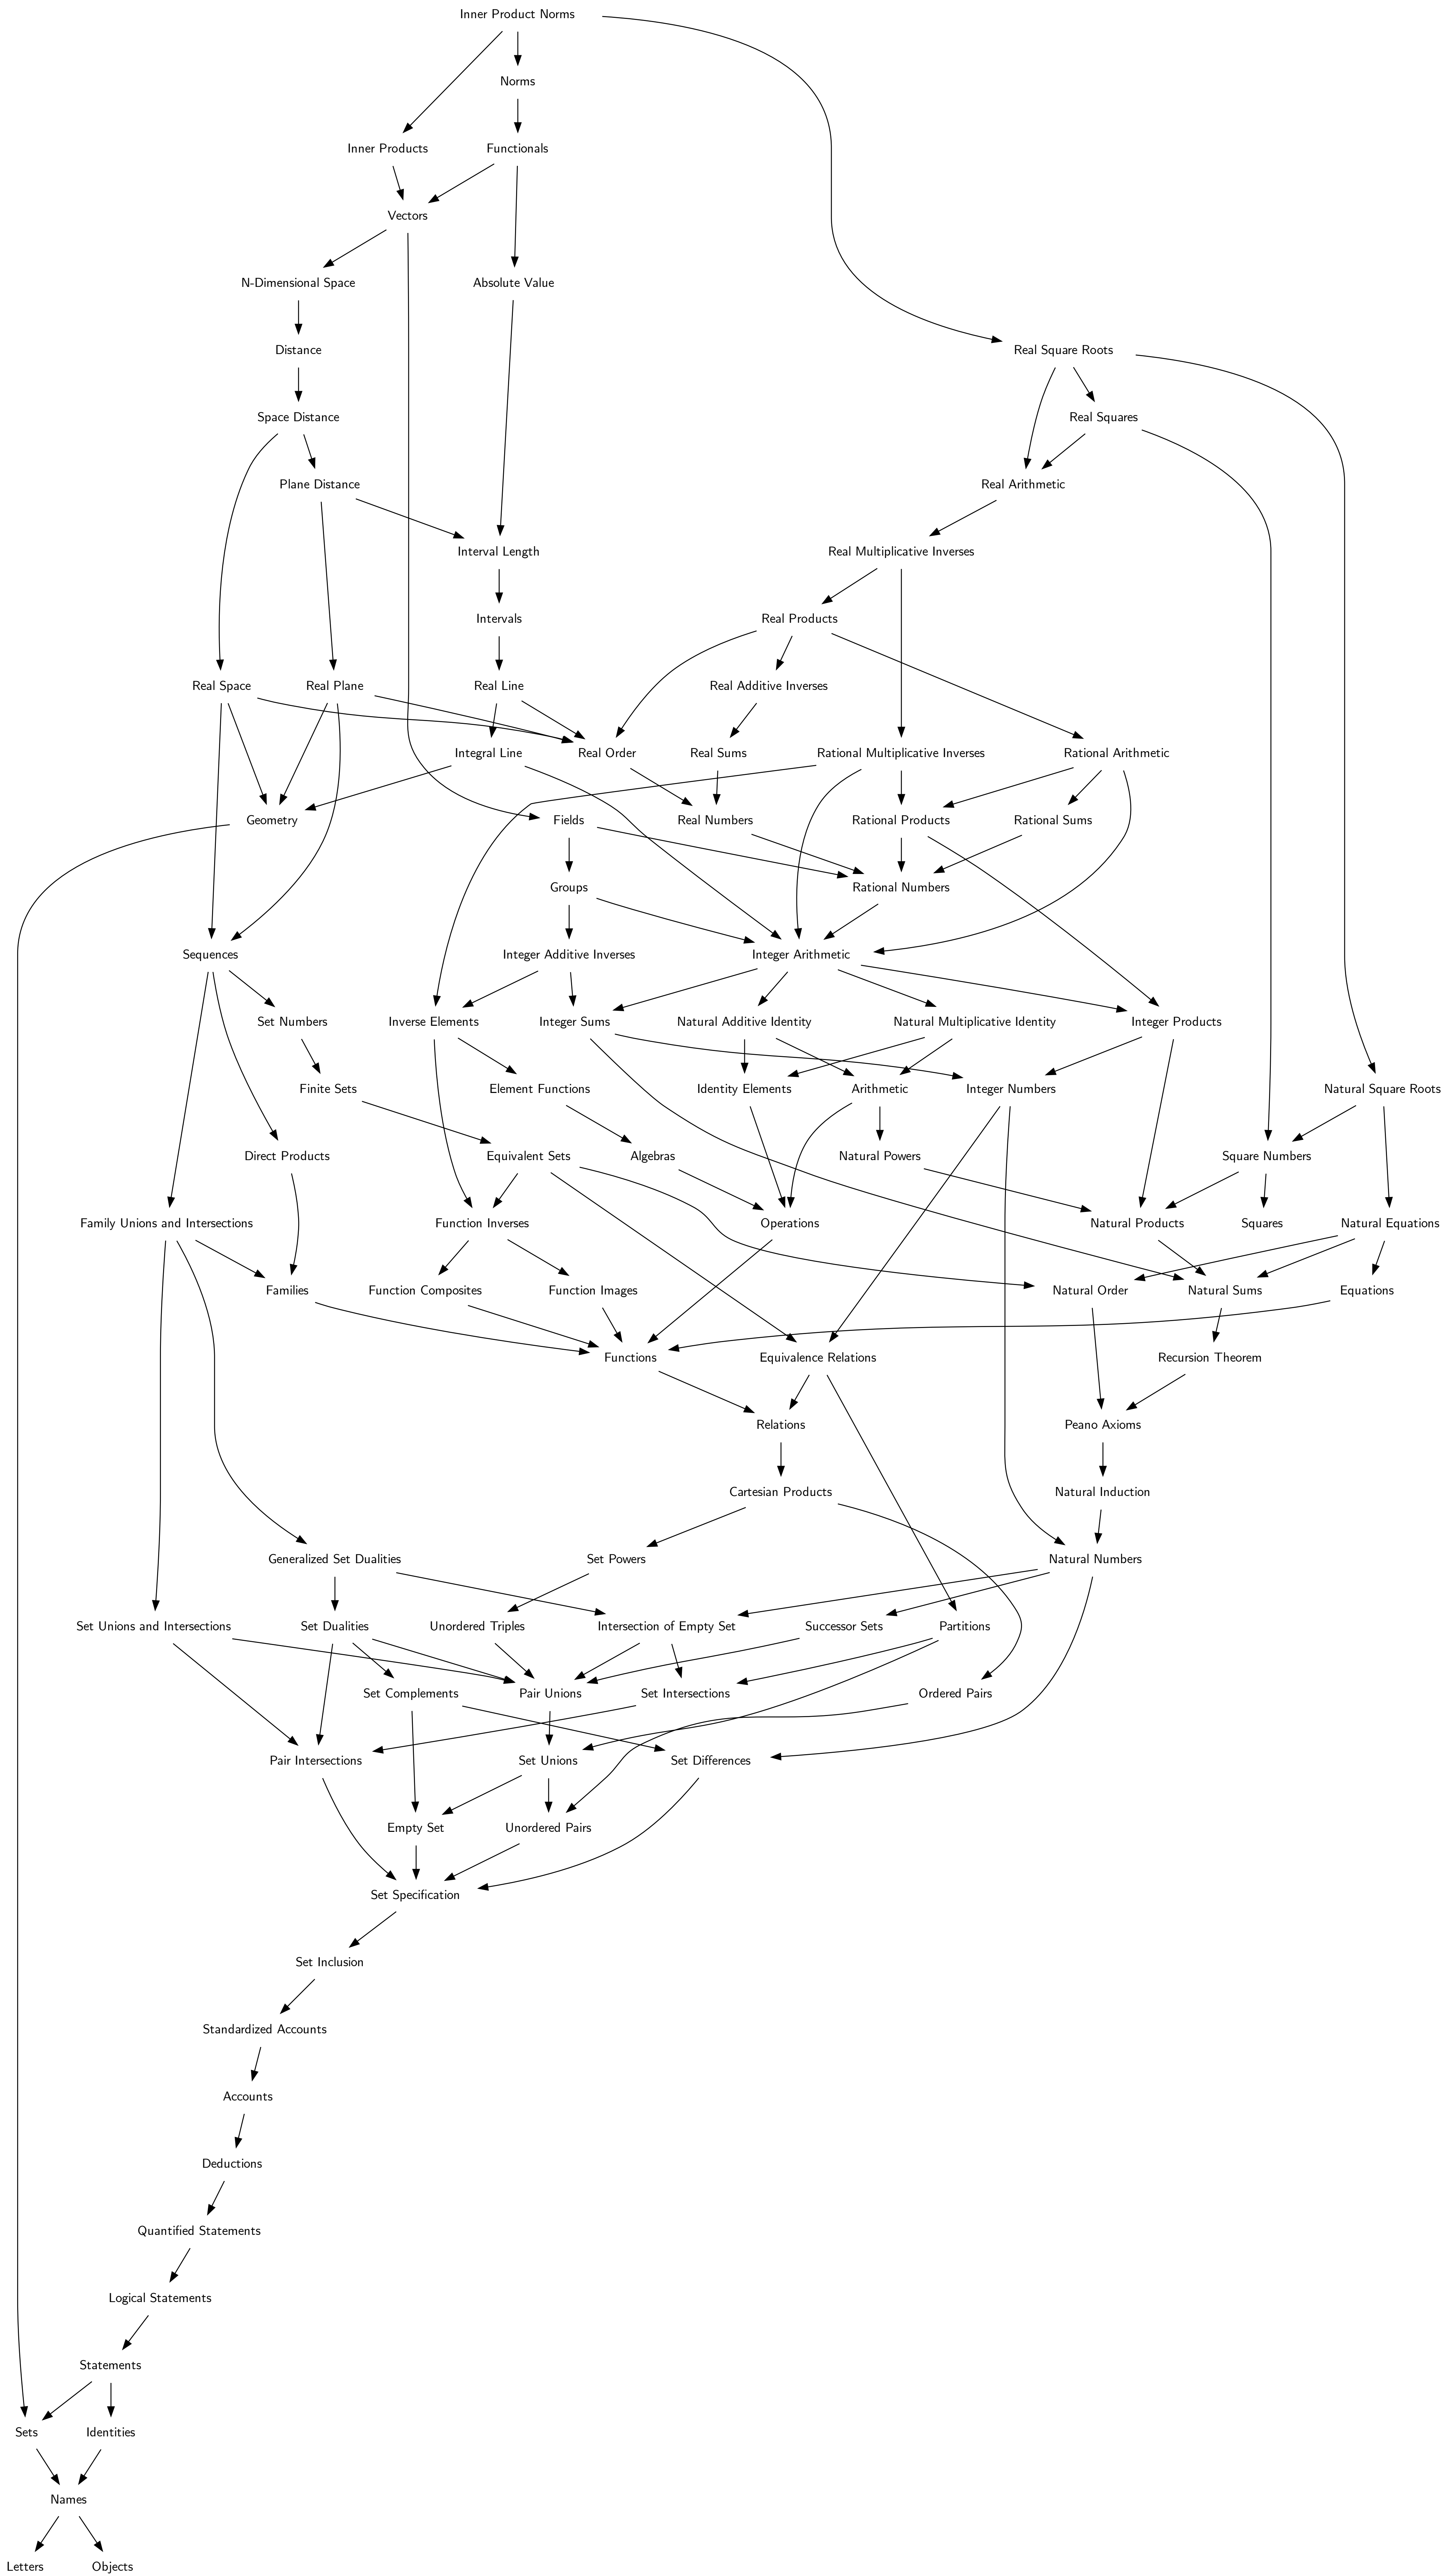 Inner Product Norms
Norms
Inner Products
Functionals
Vectors
N-Dimensional Space
Absolute Value
Distance
Real Square Roots
Space Distance
Real Squares
Plane Distance
Real Arithmetic
Interval Length
Real Multiplicative Inverses
Intervals
Real Products
Real Space
Real Plane
Real Line
Real Additive Inverses
Integral Line
Real Order
Real Sums
Rational Multiplicative Inverses
Rational Arithmetic
Geometry
Fields
Real Numbers
Rational Products
Rational Sums
Groups
Rational Numbers
Sequences
Integer Additive Inverses
Integer Arithmetic
Set Numbers
Inverse Elements
Integer Sums
Natural Additive Identity
Natural Multiplicative Identity
Integer Products
Finite Sets
Element Functions
Identity Elements
Arithmetic
Integer Numbers
Natural Square Roots
Direct Products
Equivalent Sets
Algebras
Natural Powers
Square Numbers
Family Unions and Intersections
Function Inverses
Operations
Natural Products
Squares
Natural Equations
Families
Function Composites
Function Images
Natural Order
Natural Sums
Equations
Functions
Equivalence Relations
Recursion Theorem
Relations
Peano Axioms
Cartesian Products
Natural Induction
Generalized Set Dualities
Set Powers
Natural Numbers
Set Unions and Intersections
Set Dualities
Unordered Triples
Intersection of Empty Set
Successor Sets
Partitions
Set Complements
Pair Unions
Set Intersections
Ordered Pairs
Pair Intersections
Set Unions
Set Differences
Empty Set
Unordered Pairs
Set Specification
Set Inclusion
Standardized Accounts
Accounts
Deductions
Quantified Statements
Logical Statements
Statements
Sets
Identities
Names
Letters
Objects